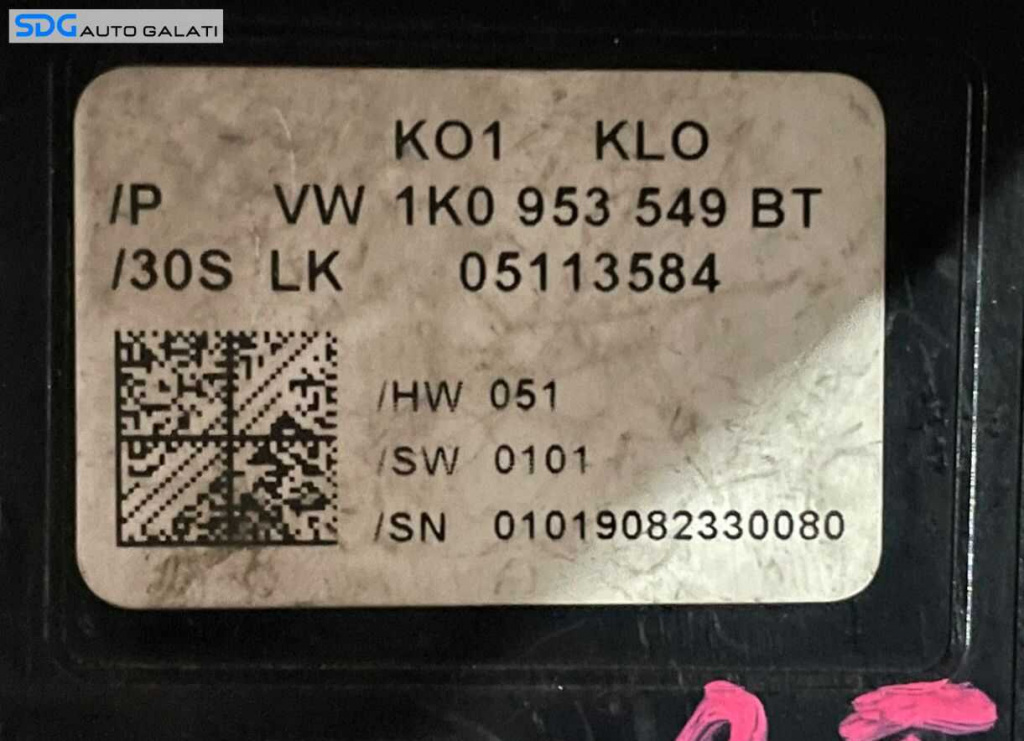 SDG AUTO GALATI
KO1 KLO
/P VW 1K0 953 549 BT
/30S LK 05113584
/HW 051
/SW 0101
/SN 01019082330080